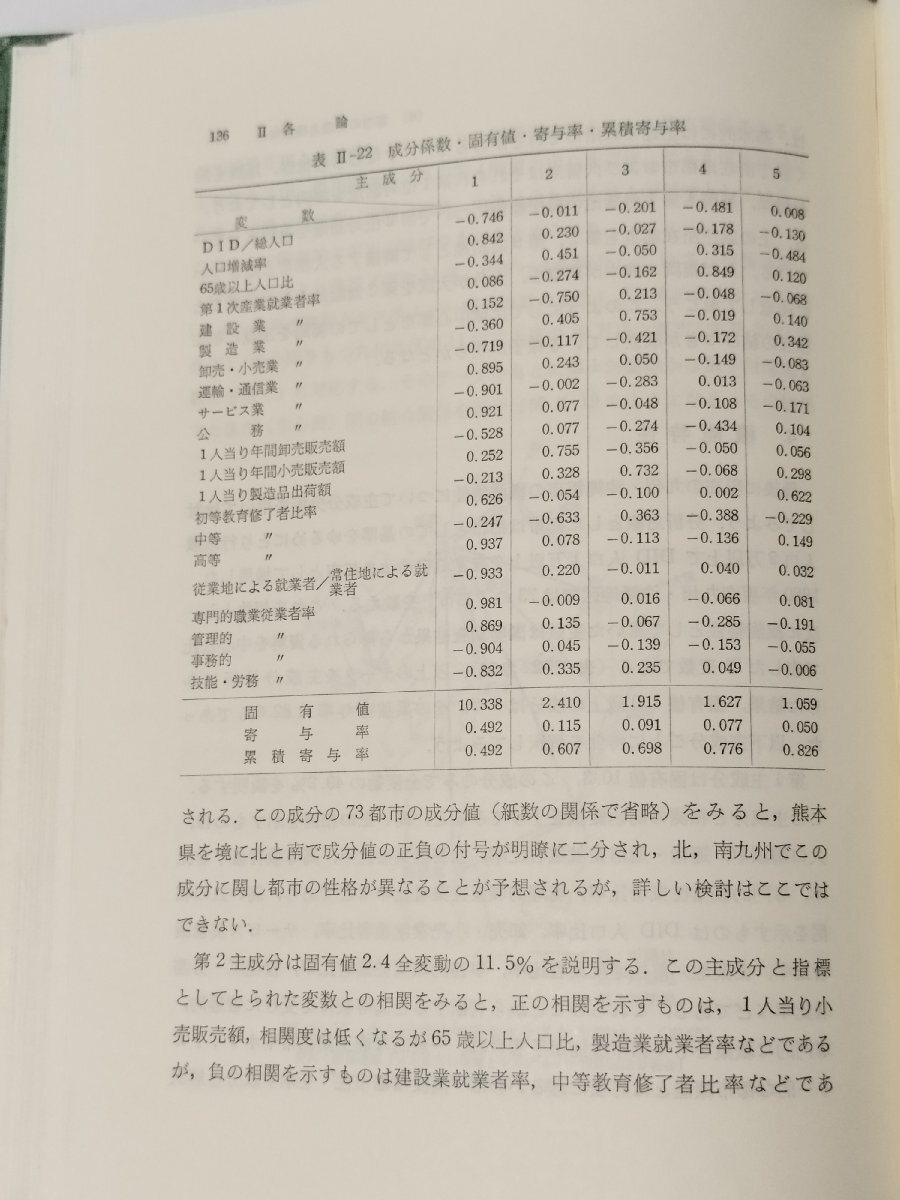 136 Ⅱ 各 論
表 Ⅱ-22 成分係数・固有値・寄与率・累積寄与率
主 成 分 1 2 3 4 5
変 数
DID/総人口 −0.746 −0.011 −0.201 −0.481 0.008
人口増減率 0.842 0.230 −0.027 −0.178 −0.130
65歳以上人口比 −0.344 0.451 −0.050 0.315 −0.484
第1次産業就業者率 0.086 −0.274 −0.162 0.849 0.120
建 設 業 〃 0.152 −0.750 0.213 −0.048 −0.068
製 造 業 〃 −0.360 0.405 0.753 −0.019 0.140
卸売・小売業 〃 −0.719 −0.117 −0.421 −0.172 0.342
運輸・通信業 〃 0.895 0.243 0.050 −0.149 −0.083
サービス業 〃 −0.901 −0.002 −0.283 0.013 −0.063
公 務 〃 0.921 0.077 −0.048 −0.108 −0.171
1人当り年間卸売販売額 −0.528 0.077 −0.274 −0.434 0.104
1人当り年間小売販売額 0.252 0.755 −0.356 −0.050 0.056
1人当り製造品出荷額 −0.213 0.328 0.732 −0.068 0.298
初等教育修了者比率 0.626 −0.054 −0.100 0.002 0.622
中等 〃 −0.247 −0.633 0.363 −0.388 −0.229
高等 〃 0.937 0.078 −0.113 −0.136 0.149
従業地による就業者/常住地による就業者 −0.933 0.220 −0.011 0.040 0.032
専門的職業従業者率 0.981 −0.009 0.016 −0.066 0.081
管理的 〃 0.869 0.135 −0.067 −0.285 −0.191
事務的 〃 −0.904 0.045 −0.139 −0.153 −0.055
技能・労務 〃 −0.832 0.335 0.235 0.049 −0.006
固 有 値 10.338 2.410 1.915 1.627 1.059
寄 与 率 0.492 0.115 0.091 0.077 0.050
累 積 寄 与 率 0.492 0.607 0.698 0.776 0.826
される．この成分の73都市の成分値（紙数の関係で省略）をみると，熊本
県を境に北と南で成分値の正負の付号が明瞭に二分され，北，南九州でこの
成分に関し都市の性格が異なることが予想されるが，詳しい検討はここでは
できない．
第2主成分は固有値2.4全変動の11.5%を説明する．この主成分と指標
としてとられた変数との相関をみると，正の相関を示すものは，1人当り小
売販売額，相関度は低くなるが65歳以上人口比，製造業就業者率などである
が，負の相関を示すものは建設業就業者率，中等教育修了者比率などであ